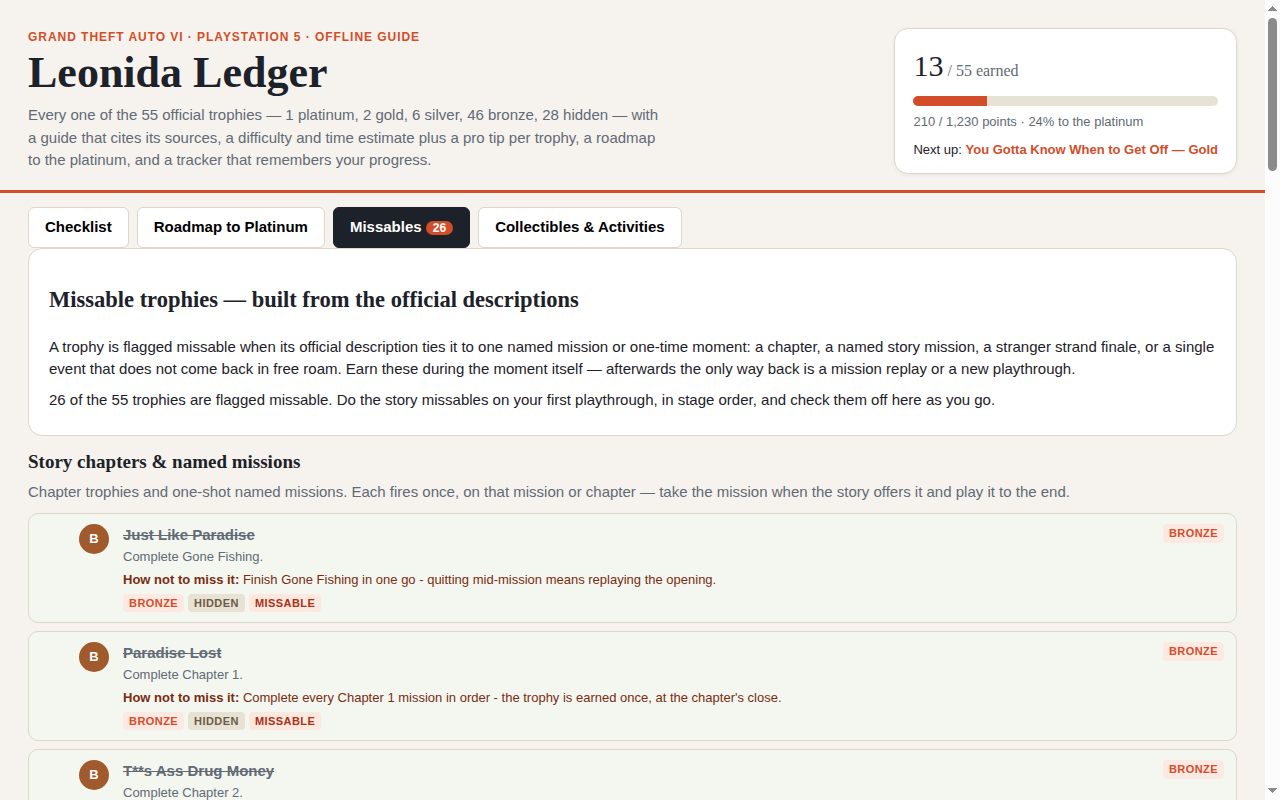 GRAND THEFT AUTO VI · PLAYSTATION 5 · OFFLINE GUIDE
Leonida Ledger
Every one of the 55 official trophies — 1 platinum, 2 gold, 6 silver, 46 bronze, 28 hidden — with
a guide that cites its sources, a difficulty and time estimate plus a pro tip per trophy, a roadmap
to the platinum, and a tracker that remembers your progress.
13 / 55 earned
210 / 1,230 points · 24% to the platinum
Next up: You Gotta Know When to Get Off — Gold
Checklist
Roadmap to Platinum
Missables 26
Collectibles & Activities
Missable trophies — built from the official descriptions
A trophy is flagged missable when its official description ties it to one named mission or one-time moment: a chapter, a named story mission, a stranger strand finale, or a single
event that does not come back in free roam. Earn these during the moment itself — afterwards the only way back is a mission replay or a new playthrough.
26 of the 55 trophies are flagged missable. Do the story missables on your first playthrough, in stage order, and check them off here as you go.
Story chapters & named missions
Chapter trophies and one-shot named missions. Each fires once, on that mission or chapter — take the mission when the story offers it and play it to the end.
B
Just Like Paradise
BRONZE
Complete Gone Fishing.
How not to miss it: Finish Gone Fishing in one go - quitting mid-mission means replaying the opening.
BRONZE HIDDEN MISSABLE
B
Paradise Lost
BRONZE
Complete Chapter 1.
How not to miss it: Complete every Chapter 1 mission in order - the trophy is earned once, at the chapter's close.
BRONZE HIDDEN MISSABLE
B
T**s Ass Drug Money
BRONZE
Complete Chapter 2.